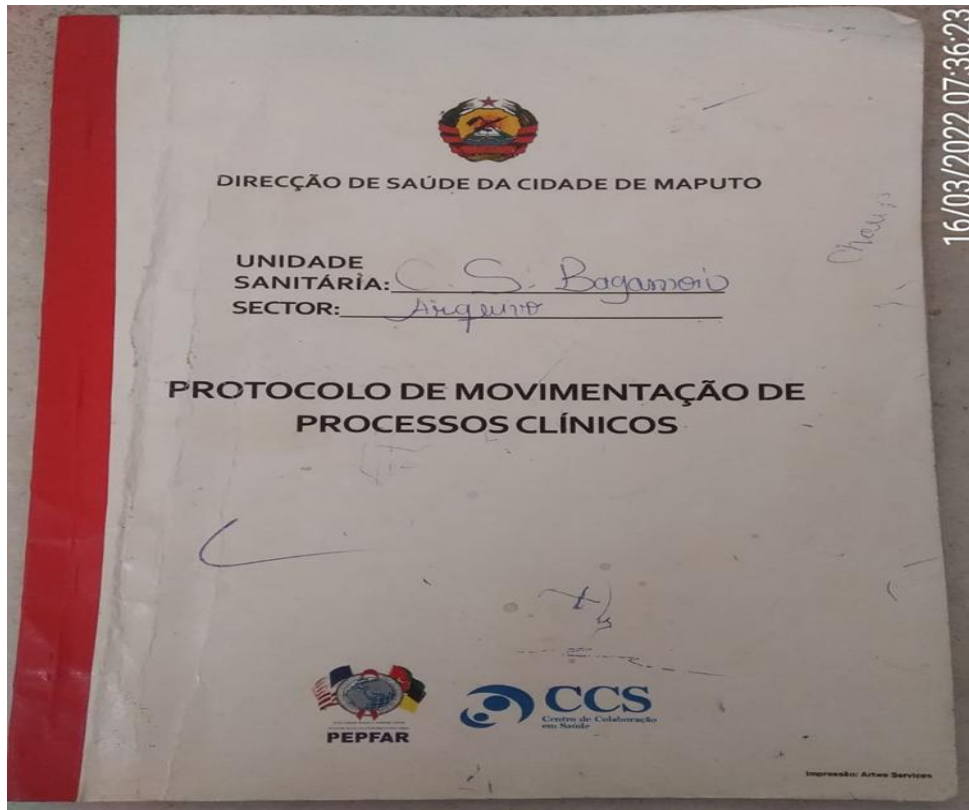 16/03/2022 07:36:23
DIRECÇÃO DE SAÚDE DA CIDADE DE MAPUTO
UNIDADE
SANITÁRIA: C. S. Bagamoio
SECTOR: Arquivo
PROTOCOLO DE MOVIMENTAÇÃO DE
PROCESSOS CLÍNICOS
PEPFAR
CCS
Centro de Colaboração
em Saúde
Impressão: Artes Services